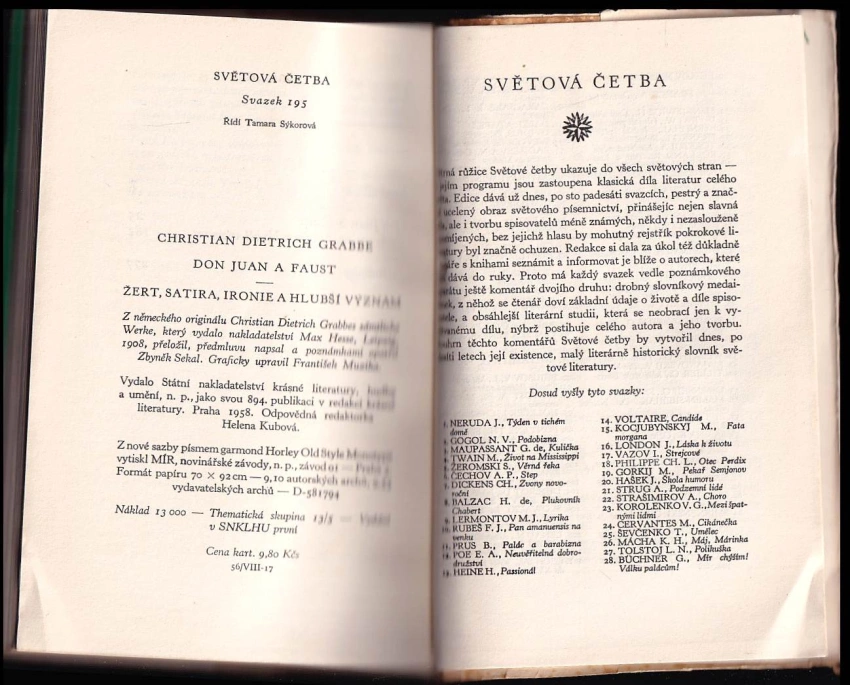 SVĚTOVÁ ČETBA
Svazek 195
Řídí Tamara Sýkorová
CHRISTIAN DIETRICH GRABBE
DON JUAN A FAUST
ŽERT, SATIRA, IRONIE A HLUBŠÍ VÝZNAM
Z německého originálu Christian Dietrich Grabbes
Werke, který vydalo nakladatelství Max Hesse, Leipzig
1908, přeložil, předmluvu napsal a poznámkami opatřil
Zbyněk Sekal. Graficky upravil František Muzika.
Vydalo Státní nakladatelství krásné literatury, hudby
a umění, n. p., jako svou 894. publikaci v redakci krásné
literatury. Praha 1958. Odpovědná redaktorka
Helena Kubová.
Z nové sazby písmem garmond Horley Old Style
vytiskl MÍR, novinářské závody, n. p., závod
Formát papíru 70 × 92 cm — 9,10 autorských archů,
vydavatelských archů — D-581794
Náklad 13 000 — Thematická skupina 13/5 — Vydání
v SNKLHU první
Cena kart. 9,80 Kčs
56/VIII-17
SVĚTOVÁ ČETBA
růžice Světové četby ukazuje do všech světových stran —
programu jsou zastoupena klasická díla literatur celého
Edice dává už dnes, po sto padesáti svazcích, pestrý a znač-
ucelený obraz světového písemnictví, přinášejíc nejen slavná
ale i tvorbu spisovatelů méně známých, někdy i nezaslouženě
bez jejichž hlasu by mohutný rejstřík pokrokové li-
byl značně ochuzen. Redakce si dala za úkol též důkladně
s knihami seznámit a informovat je blíže o autorech, které
dává do ruky. Proto má každý svazek vedle poznámkového
ještě komentář dvojího druhu: drobný slovníkový medai-
z něhož se čtenář doví základní údaje o životě a díle spiso-
a obsáhlejší literární studii, která se neobrací jen k vy-
dílu, nýbrž postihuje celého autora a jeho tvorbu.
těchto komentářů Světové četby by vytvořil dnes, po
letech její existence, malý literárně historický slovník svě-
tové literatury.
Dosud vyšly tyto svazky:
NERUDA J., Týden v tichém
domě
GOGOL N. V., Podobizna
MAUPASSANT G. de, Kulička
TWAIN M., Život na Mississippi
ŻEROMSKI S., Věrná řeka
ČECHOV A. P., Step
DICKENS CH., Zvony novo-
roční
BALZAC H. de, Plukovník
Chabert
LERMONTOV M. J., Lyrika
RUBEŠ F. J., Pan amanuensis na
venku
PRUS B., Palác a barabizna
POE E. A., Neuvěřitelná dobro-
družství
HEINE H., Passionál
14. VOLTAIRE, Candide
15. KOCJUBYNSKYJ M., Fata
morgana
16. LONDON J., Láska k životu
17. VAZOV I., Strejcové
18. PHILIPPE CH. L., Otec Perdix
19. GORKIJ M., Pekař Semjonov
20. HAŠEK J., Škola humoru
21. STRUG A., Podzemní lidé
22. STRAŠIMIROV A., Choro
23. KOROLENKO V. G., Mezi špat-
nými lidmi
24. CERVANTES M., Cikánečka
25. ŠEVČENKO T., Umělec
26. MÁCHA K. H., Máj, Márinka
27. TOLSTOJ L. N., Polikuška
28. BÜCHNER G., Mír chýším!
Válku palácům!